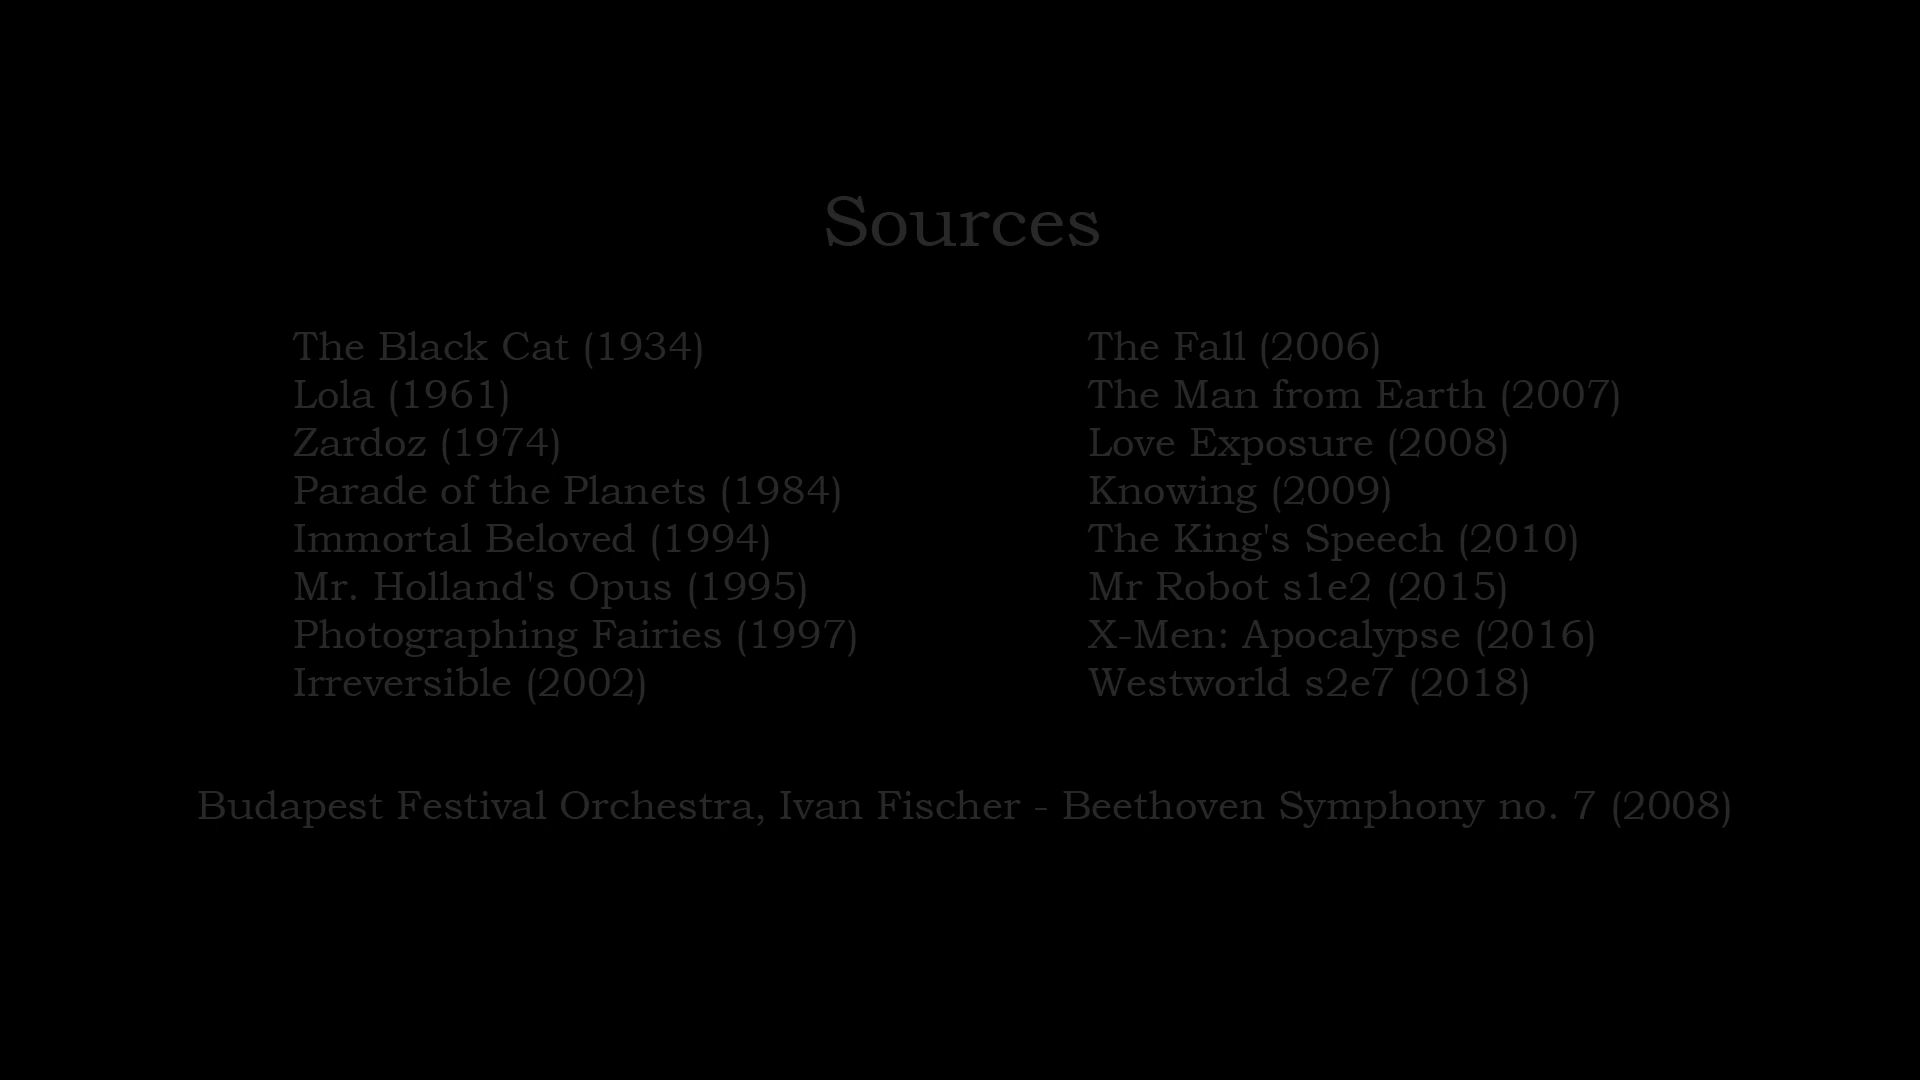 Sources
The Black Cat (1934)
Lola (1961)
Zardoz (1974)
Parade of the Planets (1984)
Immortal Beloved (1994)
Mr. Holland's Opus (1995)
Photographing Fairies (1997)
Irreversible (2002)
The Fall (2006)
The Man from Earth (2007)
Love Exposure (2008)
Knowing (2009)
The King's Speech (2010)
Mr Robot s1e2 (2015)
X-Men: Apocalypse (2016)
Westworld s2e7 (2018)
Budapest Festival Orchestra, Ivan Fischer - Beethoven Symphony no. 7 (2008)